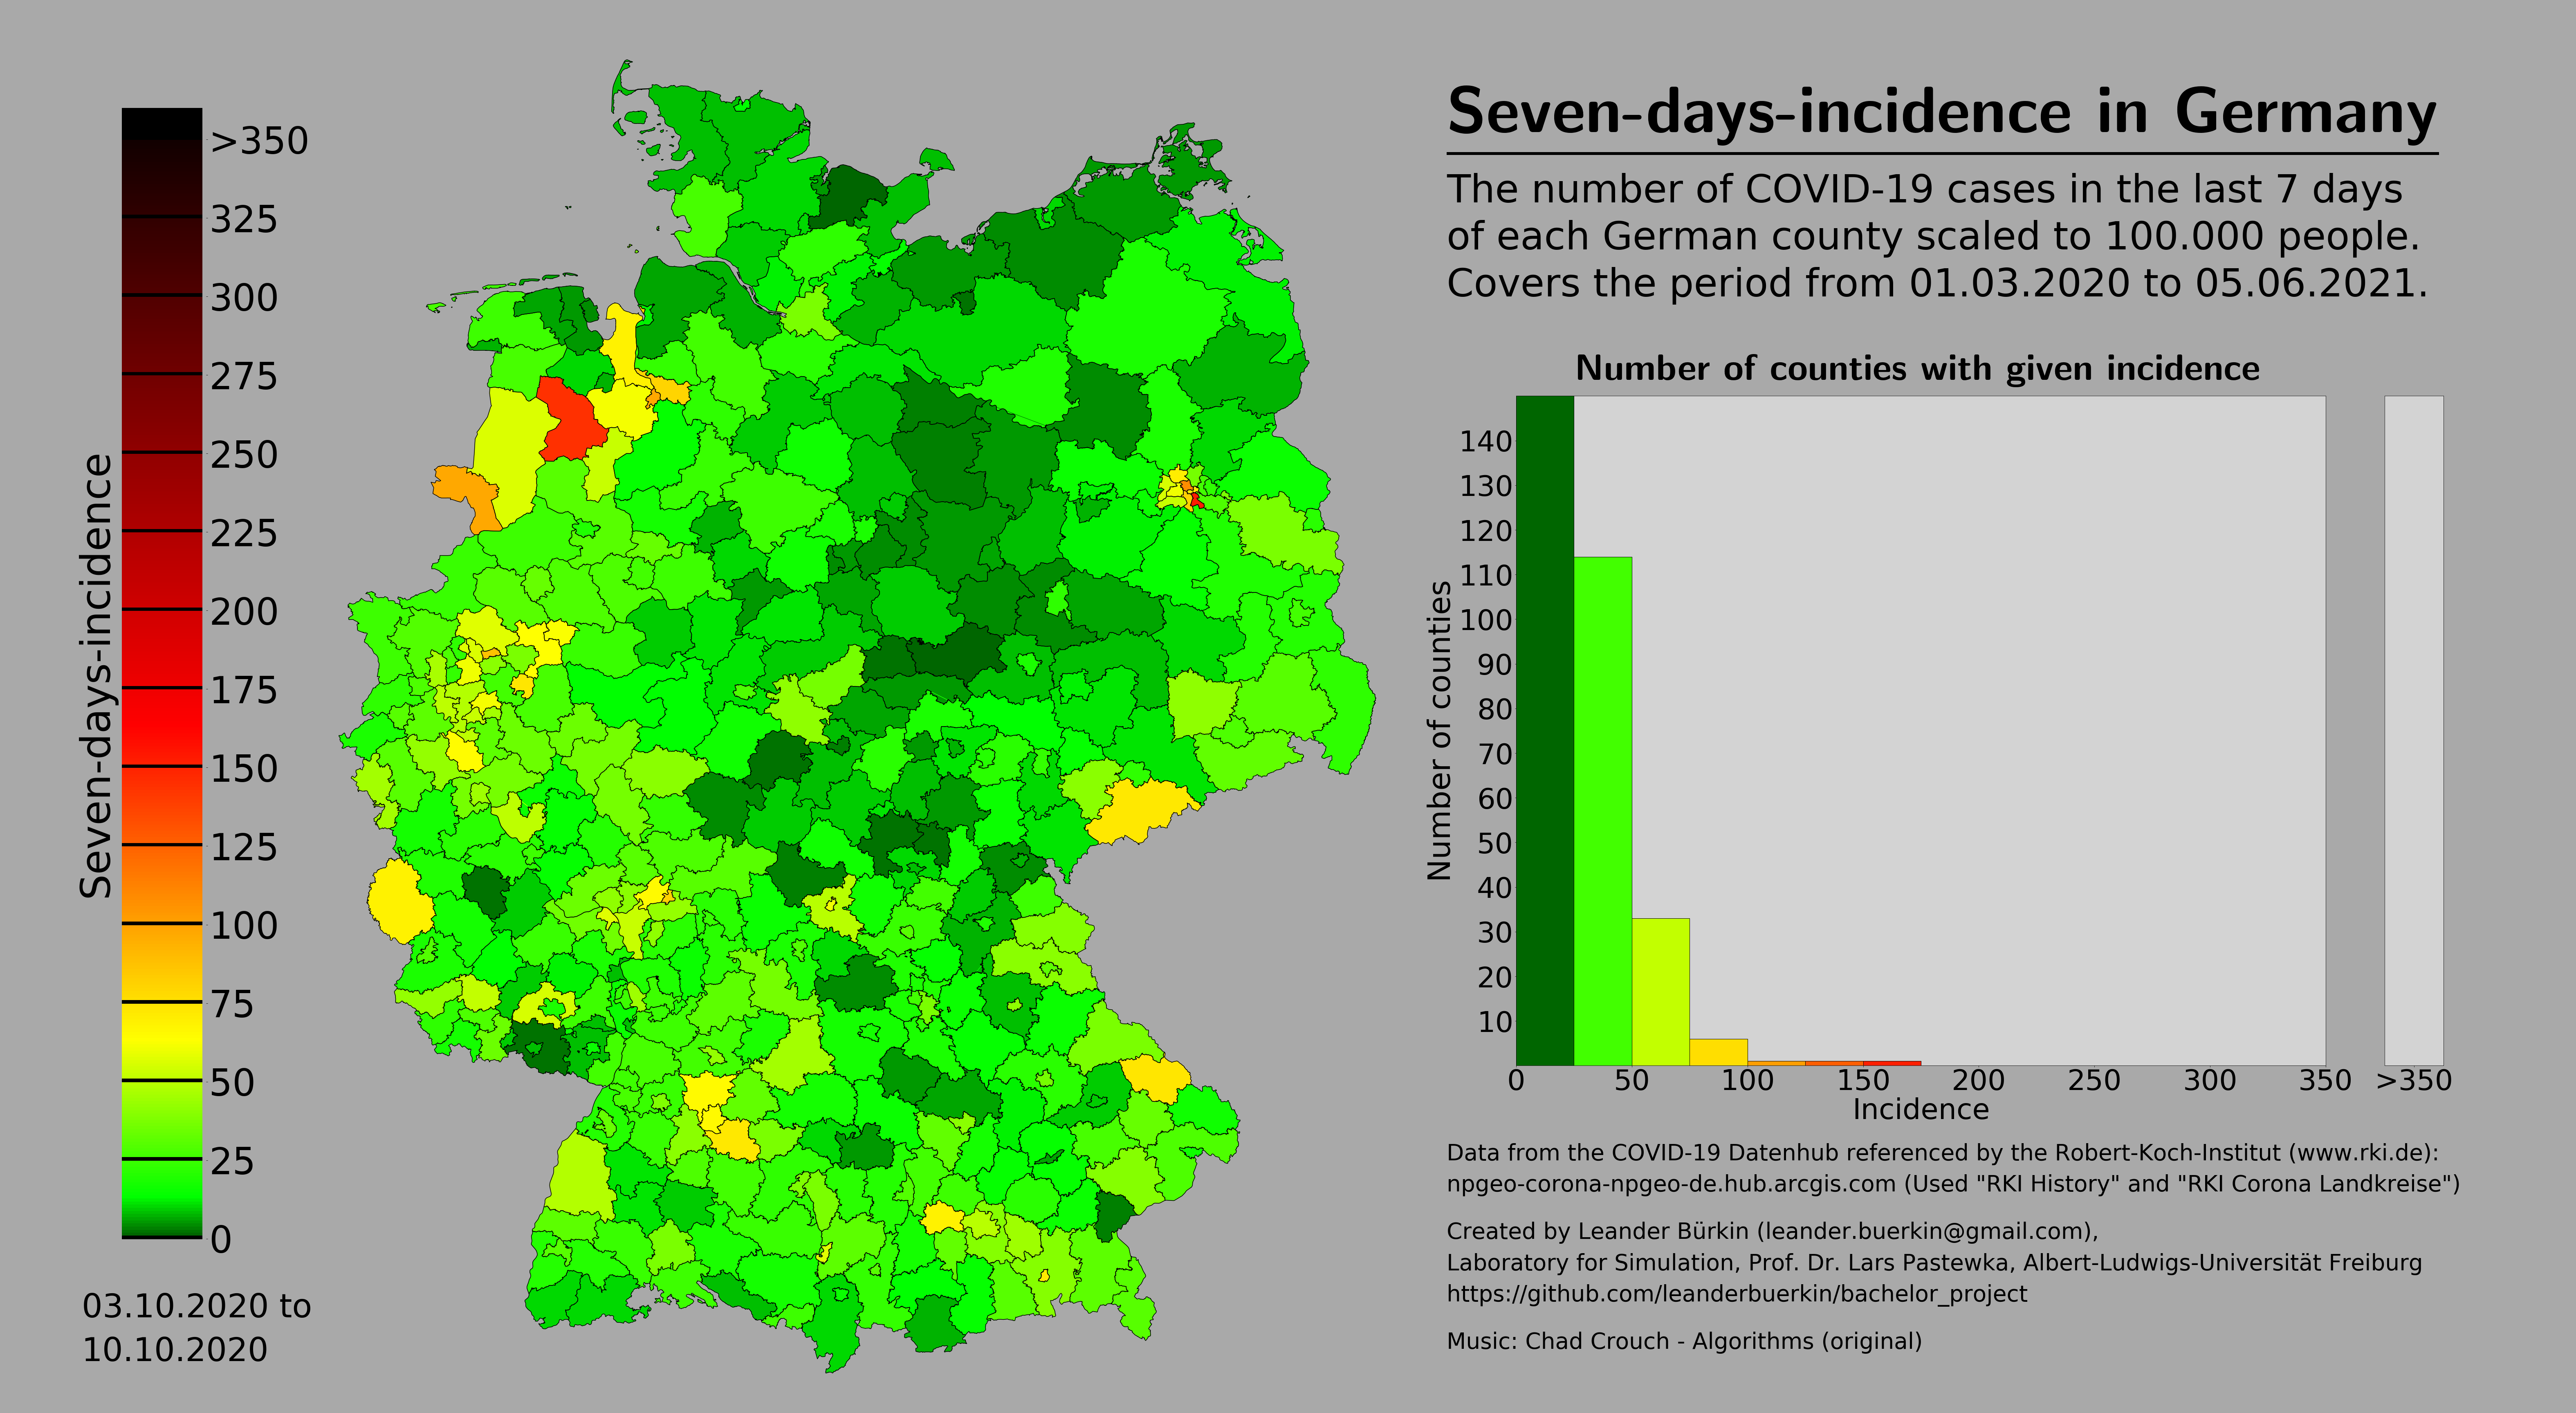 Seven-days-incidence in Germany
The number of COVID-19 cases in the last 7 days
of each German county scaled to 100.000 people.
Covers the period from 01.03.2020 to 05.06.2021.
Seven-days-incidence
>350
325
300
275
250
225
200
175
150
125
100
75
50
25
0
03.10.2020 to
10.10.2020
Number of counties with given incidence
Number of counties
140
130
120
110
100
90
80
70
60
50
40
30
20
10
0 50 100 150 200 250 300 350 >350
Incidence
Data from the COVID-19 Datenhub referenced by the Robert-Koch-Institut (www.rki.de):
npgeo-corona-npgeo-de.hub.arcgis.com (Used "RKI History" and "RKI Corona Landkreise")
Created by Leander Bürkin (leander.buerkin@gmail.com),
Laboratory for Simulation, Prof. Dr. Lars Pastewka, Albert-Ludwigs-Universität Freiburg
https://github.com/leanderbuerkin/bachelor_project
Music: Chad Crouch - Algorithms (original)